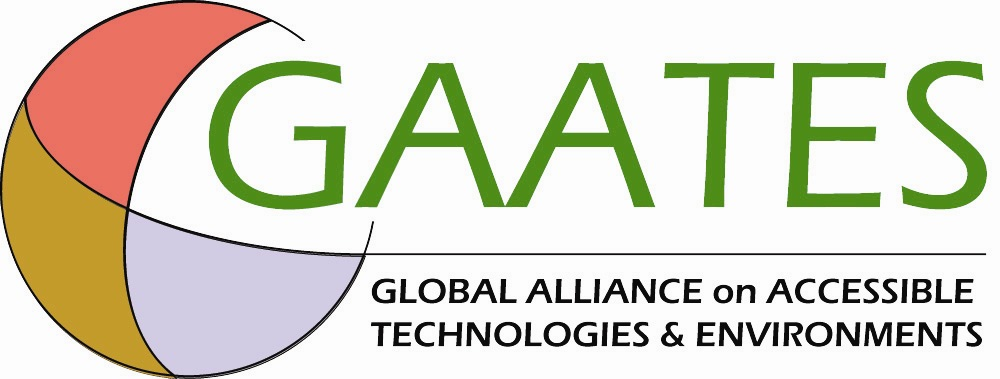 GAATES
GLOBAL ALLIANCE on ACCESSIBLE
TECHNOLOGIES & ENVIRONMENTS